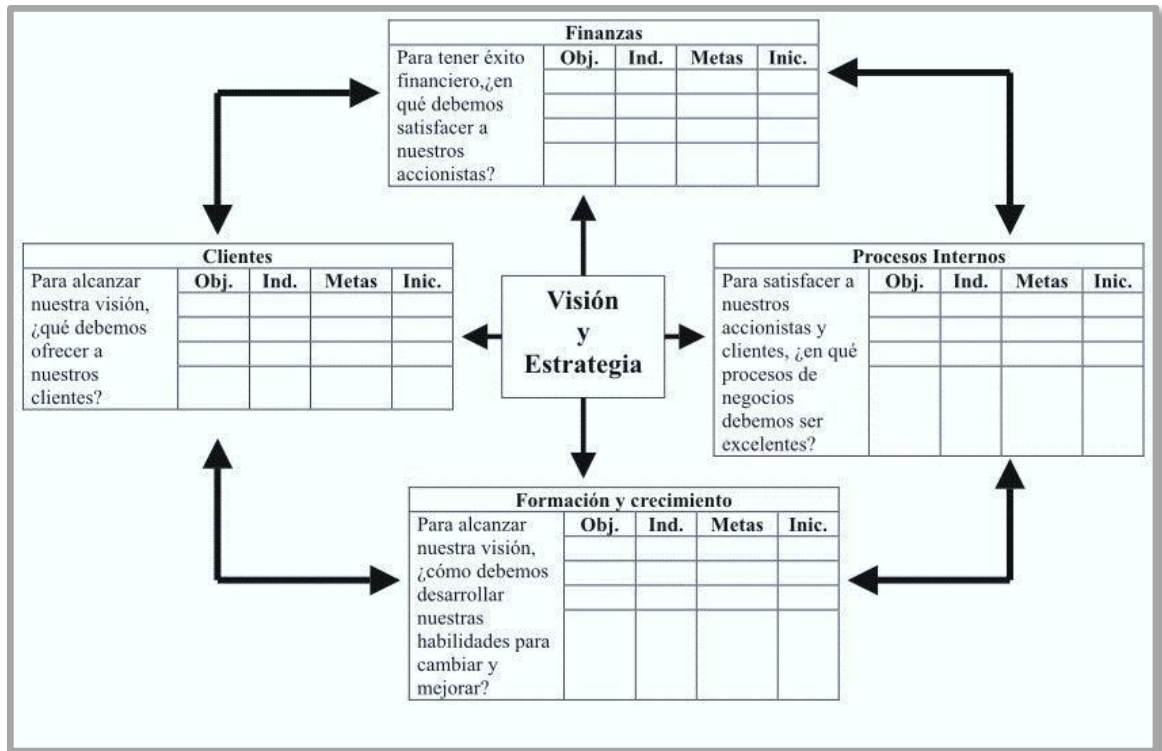 Finanzas
Para tener éxito
financiero,¿en
qué debemos
satisfacer a
nuestros
accionistas?
Obj. Ind. Metas Inic.
Clientes
Para alcanzar
nuestra visión,
¿qué debemos
ofrecer a
nuestros
clientes?
Obj. Ind. Metas Inic.
Visión
y
Estrategia
Procesos Internos
Para satisfacer a
nuestros
accionistas y
clientes, ¿en qué
procesos de
negocios
debemos ser
excelentes?
Obj. Ind. Metas Inic.
Formación y crecimiento
Para alcanzar
nuestra visión,
¿cómo debemos
desarrollar
nuestras
habilidades para
cambiar y
mejorar?
Obj. Ind. Metas Inic.